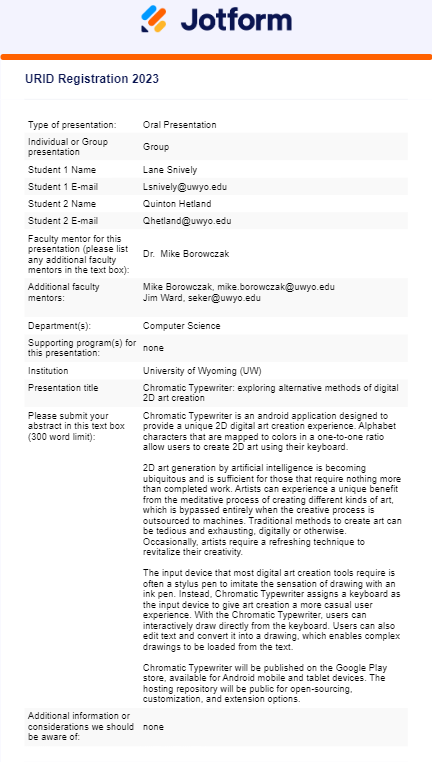 Jotform
URID Registration 2023
Type of presentation: Oral Presentation
Individual or Group
presentation
Group
Student 1 Name Lane Snively
Student 1 E-mail Lsnively@uwyo.edu
Student 2 Name Quinton Hetland
Student 2 E-mail Qhetland@uwyo.edu
Faculty mentor for this
presentation (please list
any additional faculty
mentors in the text box):
Dr. Mike Borowczak
Additional faculty
mentors:
Mike Borowczak, mike.borowczak@uwyo.edu
Jim Ward, seker@uwyo.edu
Department(s): Computer Science
Supporting program(s) for
this presentation:
none
Institution University of Wyoming (UW)
Presentation title
Chromatic Typewriter: exploring alternative methods of digital
2D art creation
Please submit your
abstract in this text box
(300 word limit):
Chromatic Typewriter is an android application designed to
provide a unique 2D digital art creation experience. Alphabet
characters that are mapped to colors in a one-to-one ratio
allow users to create 2D art using their keyboard.
2D art generation by artificial intelligence is becoming
ubiquitous and is sufficient for those that require nothing more
than completed work. Artists can experience a unique benefit
from the meditative process of creating different kinds of art,
which is bypassed entirely when the creative process is
outsourced to machines. Traditional methods to create art can
be tedious and exhausting, digitally or otherwise.
Occasionally, artists require a refreshing technique to
revitalize their creativity.
The input device that most digital art creation tools require is
often a stylus pen to imitate the sensation of drawing with an
ink pen. Instead, Chromatic Typewriter assigns a keyboard as
the input device to give art creation a more casual user
experience. With the Chromatic Typewriter, users can
interactively draw directly from the keyboard. Users can also
edit text and convert it into a drawing, which enables complex
drawings to be loaded from the text.
Chromatic Typewriter will be published on the Google Play
store, available for Android mobile and tablet devices. The
hosting repository will be public for open-sourcing,
customization, and extension options.
Additional information or
considerations we should
be aware of:
none